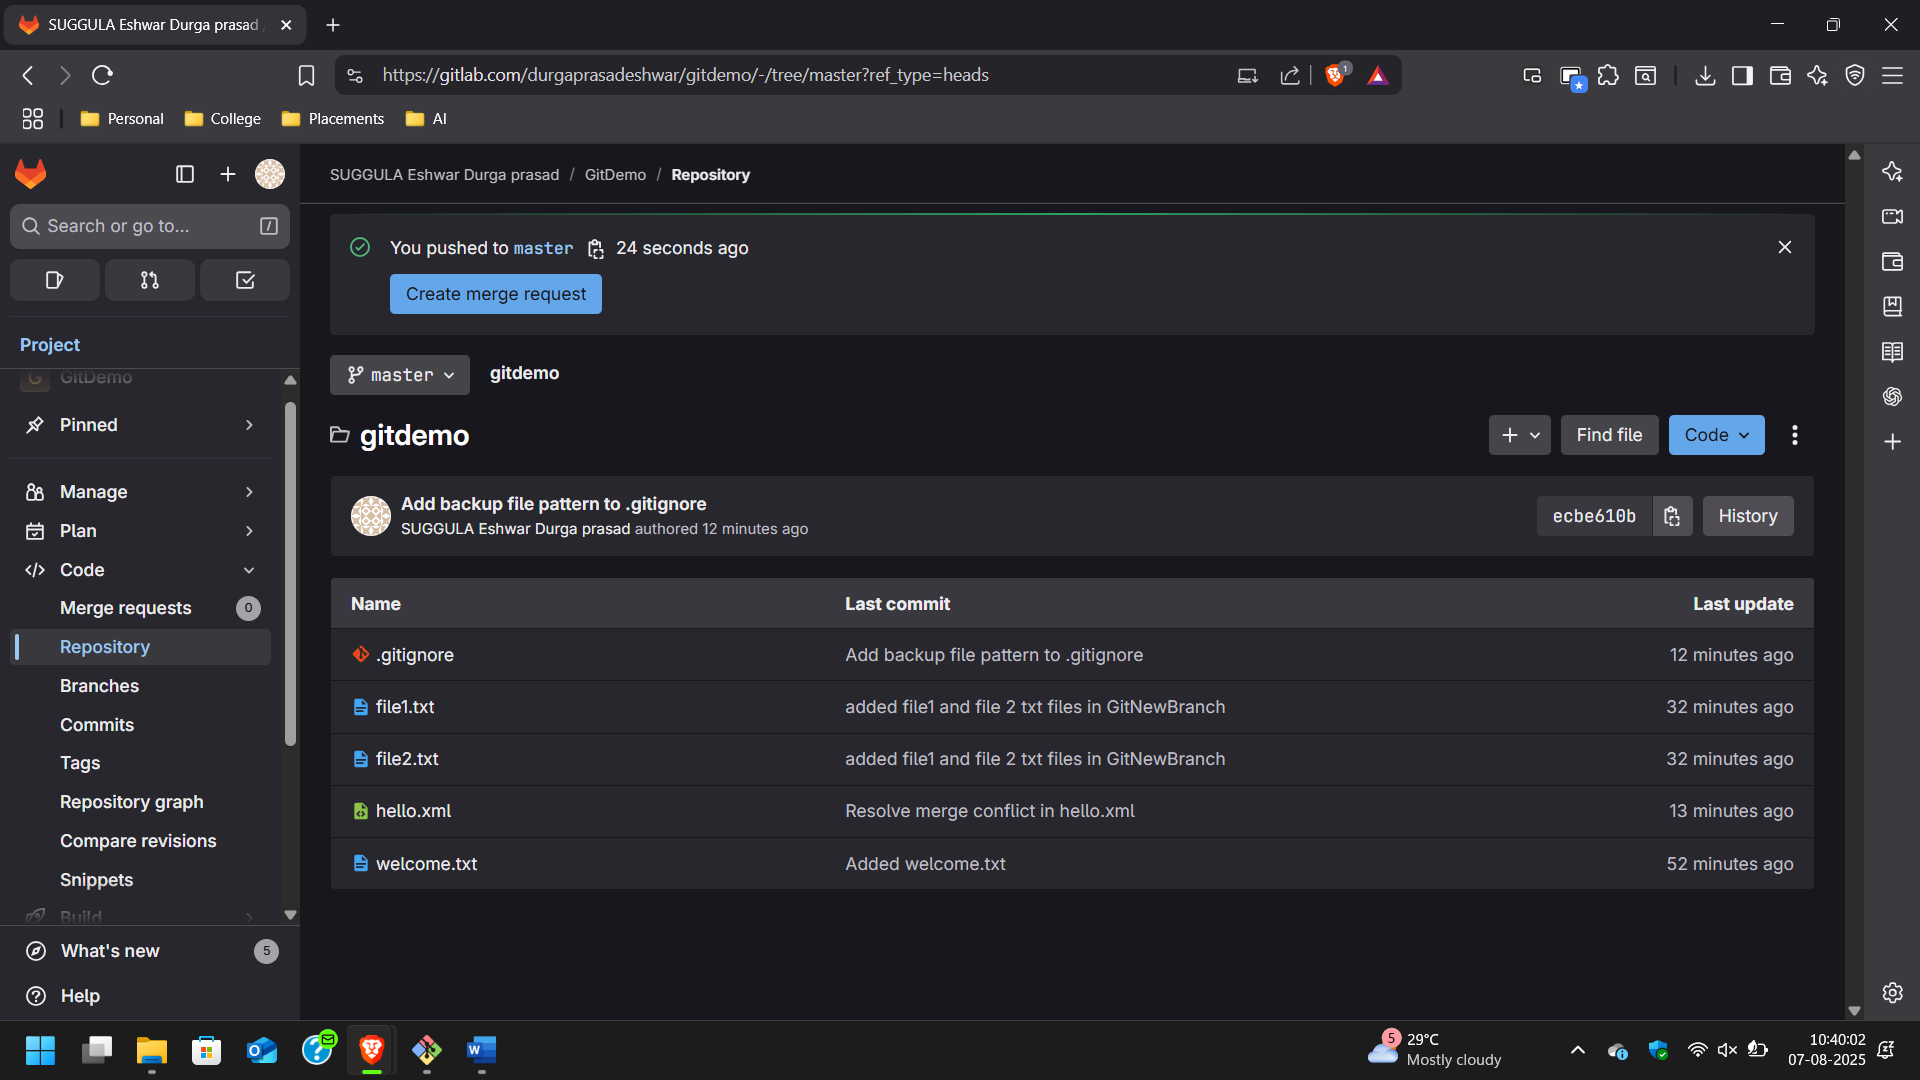 SUGGULA Eshwar Durga prasad
https://gitlab.com/durgaprasadeshwar/gitdemo/-/tree/master?ref_type=heads
1
Personal
College
Placements
AI
SUGGULA Eshwar Durga prasad / GitDemo / Repository
Search or go to...
/
You pushed to master 24 seconds ago
Create merge request
Project
G GitDemo
Pinned
Manage
Plan
Code
Merge requests 0
Repository
Branches
Commits
Tags
Repository graph
Compare revisions
Snippets
Build
What's new 5
Help
master
gitdemo
gitdemo
+
Find file
Code
Add backup file pattern to .gitignore
SUGGULA Eshwar Durga prasad authored 12 minutes ago
ecbe610b
History
Name Last commit Last update
.gitignore Add backup file pattern to .gitignore 12 minutes ago
file1.txt added file1 and file 2 txt files in GitNewBranch 32 minutes ago
file2.txt added file1 and file 2 txt files in GitNewBranch 32 minutes ago
hello.xml Resolve merge conflict in hello.xml 13 minutes ago
welcome.txt Added welcome.txt 52 minutes ago
5
29°C
Mostly cloudy
10:40:02
07-08-2025